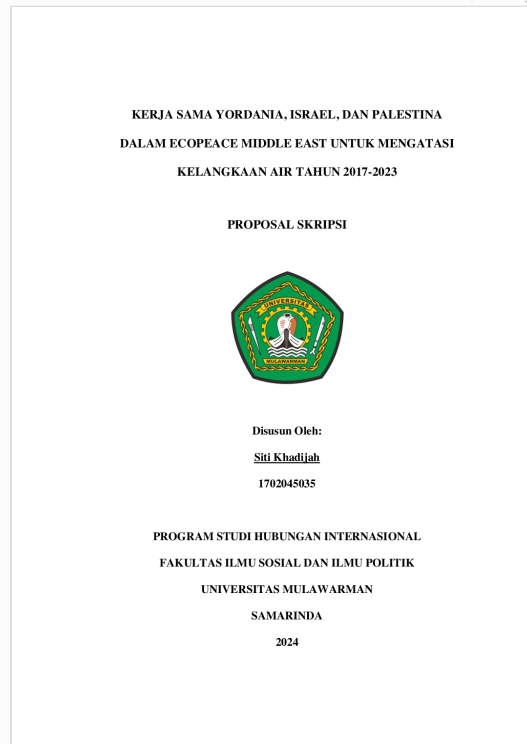 KERJA SAMA YORDANIA, ISRAEL, DAN PALESTINA
DALAM ECOPEACE MIDDLE EAST UNTUK MENGATASI
KELANGKAAN AIR TAHUN 2017-2023
PROPOSAL SKRIPSI
UNIVERSITAS
MULAWARMAN
Disusun Oleh:
Siti Khadijah
1702045035
PROGRAM STUDI HUBUNGAN INTERNASIONAL
FAKULTAS ILMU SOSIAL DAN ILMU POLITIK
UNIVERSITAS MULAWARMAN
SAMARINDA
2024